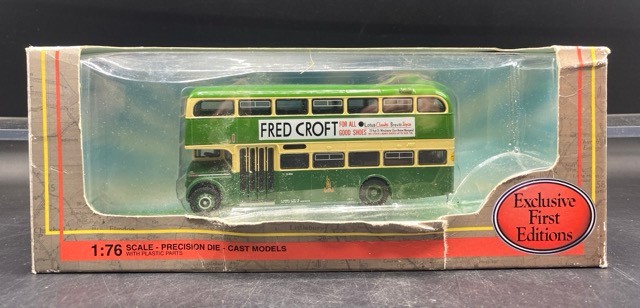 FRED CROFT
FOR ALL
GOOD SHOES
1:76 SCALE - PRECISION DIE - CAST MODELS
WITH PLASTIC PARTS
Exclusive
First
Editions